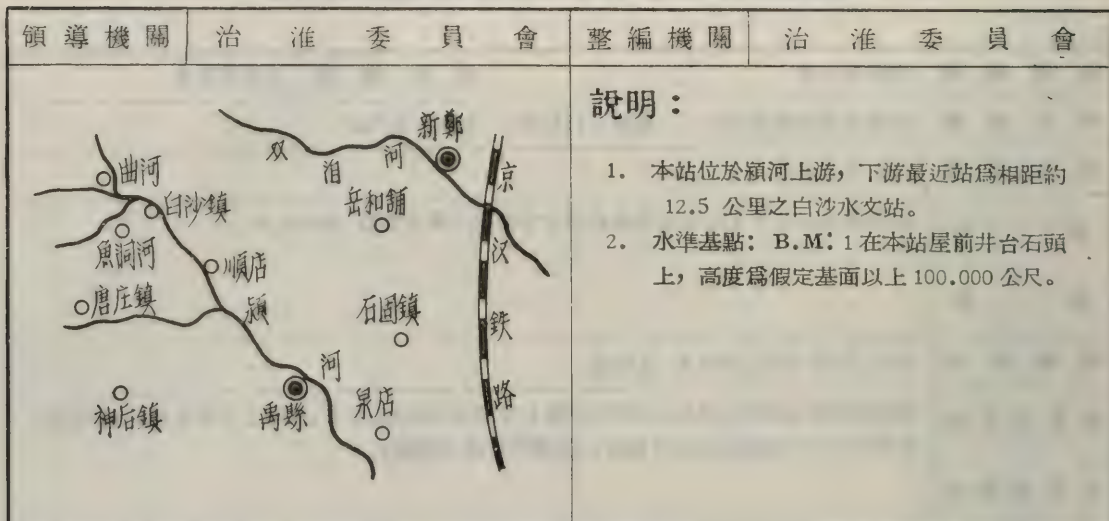 領導機關 治淮委員會 整編機關 治淮委員會
說明：
1. 本站位於潁河上游，下游最近站爲相距約
12.5 公里之白沙水文站。
2. 水準基點：B.M：1 在本站屋前井台石頭
上，高度爲假定基面以上 100.000 公尺。
新鄭
双洎河
京汉鉄路
曲河
白沙鎮
岳和舖
魚洞河
順店
唐庄鎮
潁河
石固鎮
神后鎮
禹縣
泉店